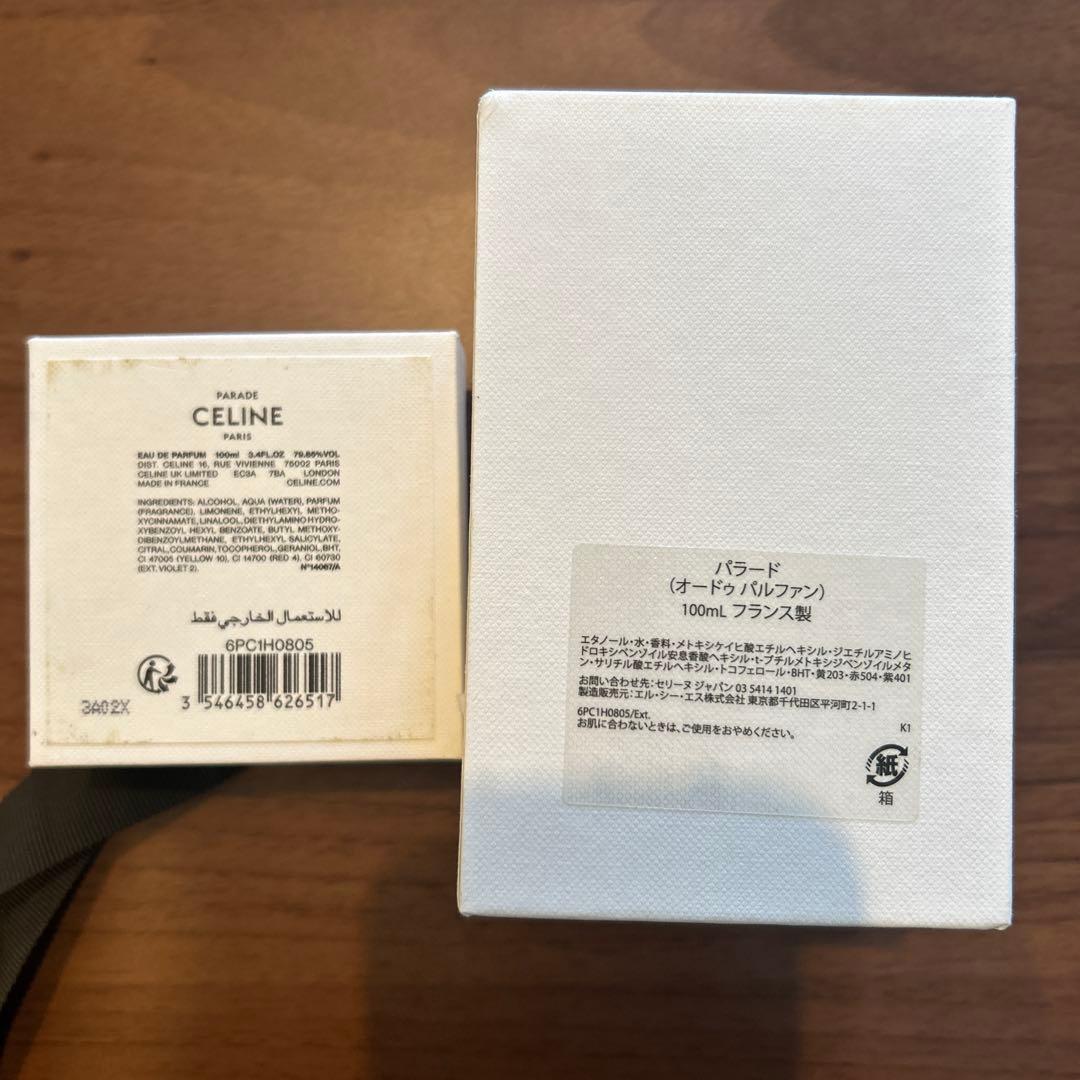 PARADE
CELINE
PARIS
EAU DE PARFUM 100ml 3.4FL.OZ 79.85%VOL
DIST. CELINE 16, RUE VIVIENNE 75002 PARIS
CELINE UK LIMITED EC3A 7BA LONDON
MADE IN FRANCE CELINE.COM
INGREDIENTS: ALCOHOL, AQUA (WATER), PARFUM
(FRAGRANCE), LIMONENE, ETHYLHEXYL METHO-
XYCINNAMATE, LINALOOL, DIETHYLAMINO HYDRO-
XYBENZOYL HEXYL BENZOATE, BUTYL METHOXY-
DIBENZOYLMETHANE, ETHYLHEXYL SALICYLATE,
CITRAL, COUMARIN, TOCOPHEROL, GERANIOL, BHT,
CI 47005 (YELLOW 10), CI 14700 (RED 4), CI 60730
(EXT. VIOLET 2). N°14067/A
للاستعمال الخارجي فقط
6PC1H0805
3 546458 626517
3A02X
パラード
(オードゥ パルファン)
100mL フランス製
エタノール・水・香料・メトキシケイヒ酸エチルヘキシル・ジエチルアミノヒ
ドロキシベンゾイル安息香酸ヘキシル・t-ブチルメトキシジベンゾイルメタ
ン・サリチル酸エチルヘキシル・トコフェロール・BHT・黄203・赤504・紫401
お問い合わせ先：セリーヌ ジャパン 03 5414 1401
製造販売元：エル・シー・エス株式会社 東京都千代田区平河町2-1-1
6PC1H0805/Ext. K1
お肌に合わないときは、ご使用をおやめください。
紙
箱